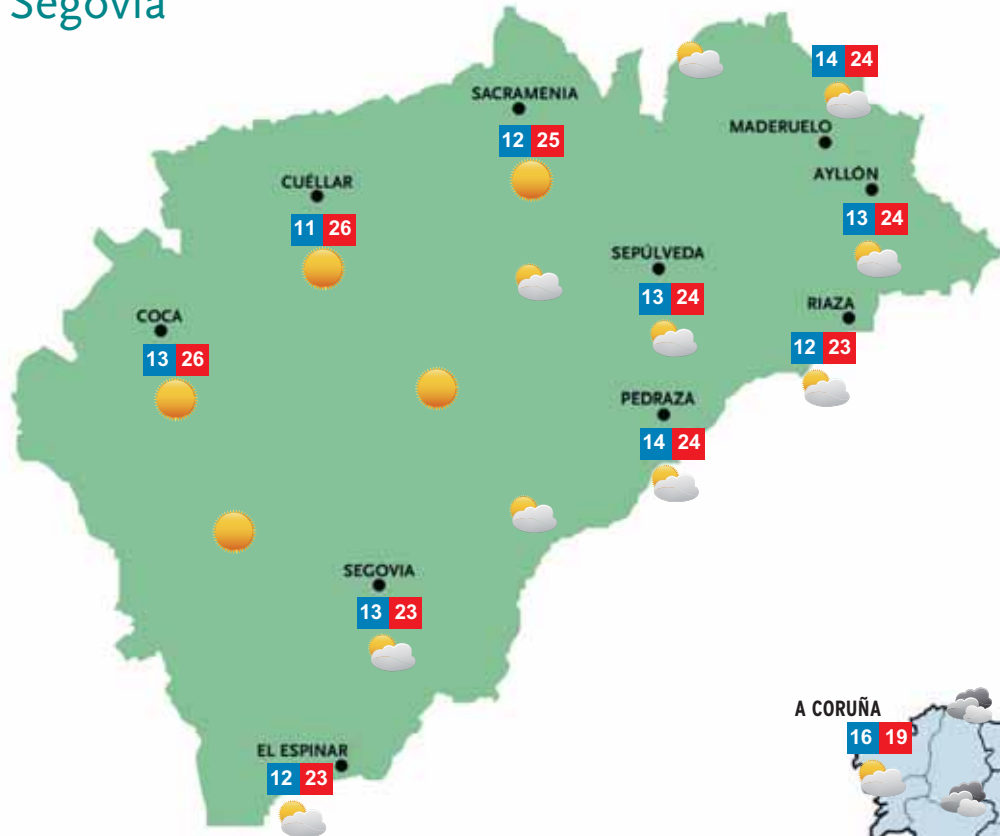 Segovia
14 24
SACRAMENIA
12 25
MADERUELO
CUÉLLAR
11 26
AYLLÓN
13 24
SEPÚLVEDA
13 24
RIAZA
12 23
COCA
13 26
PEDRAZA
14 24
SEGOVIA
13 23
A CORUÑA
16 19
EL ESPINAR
12 23